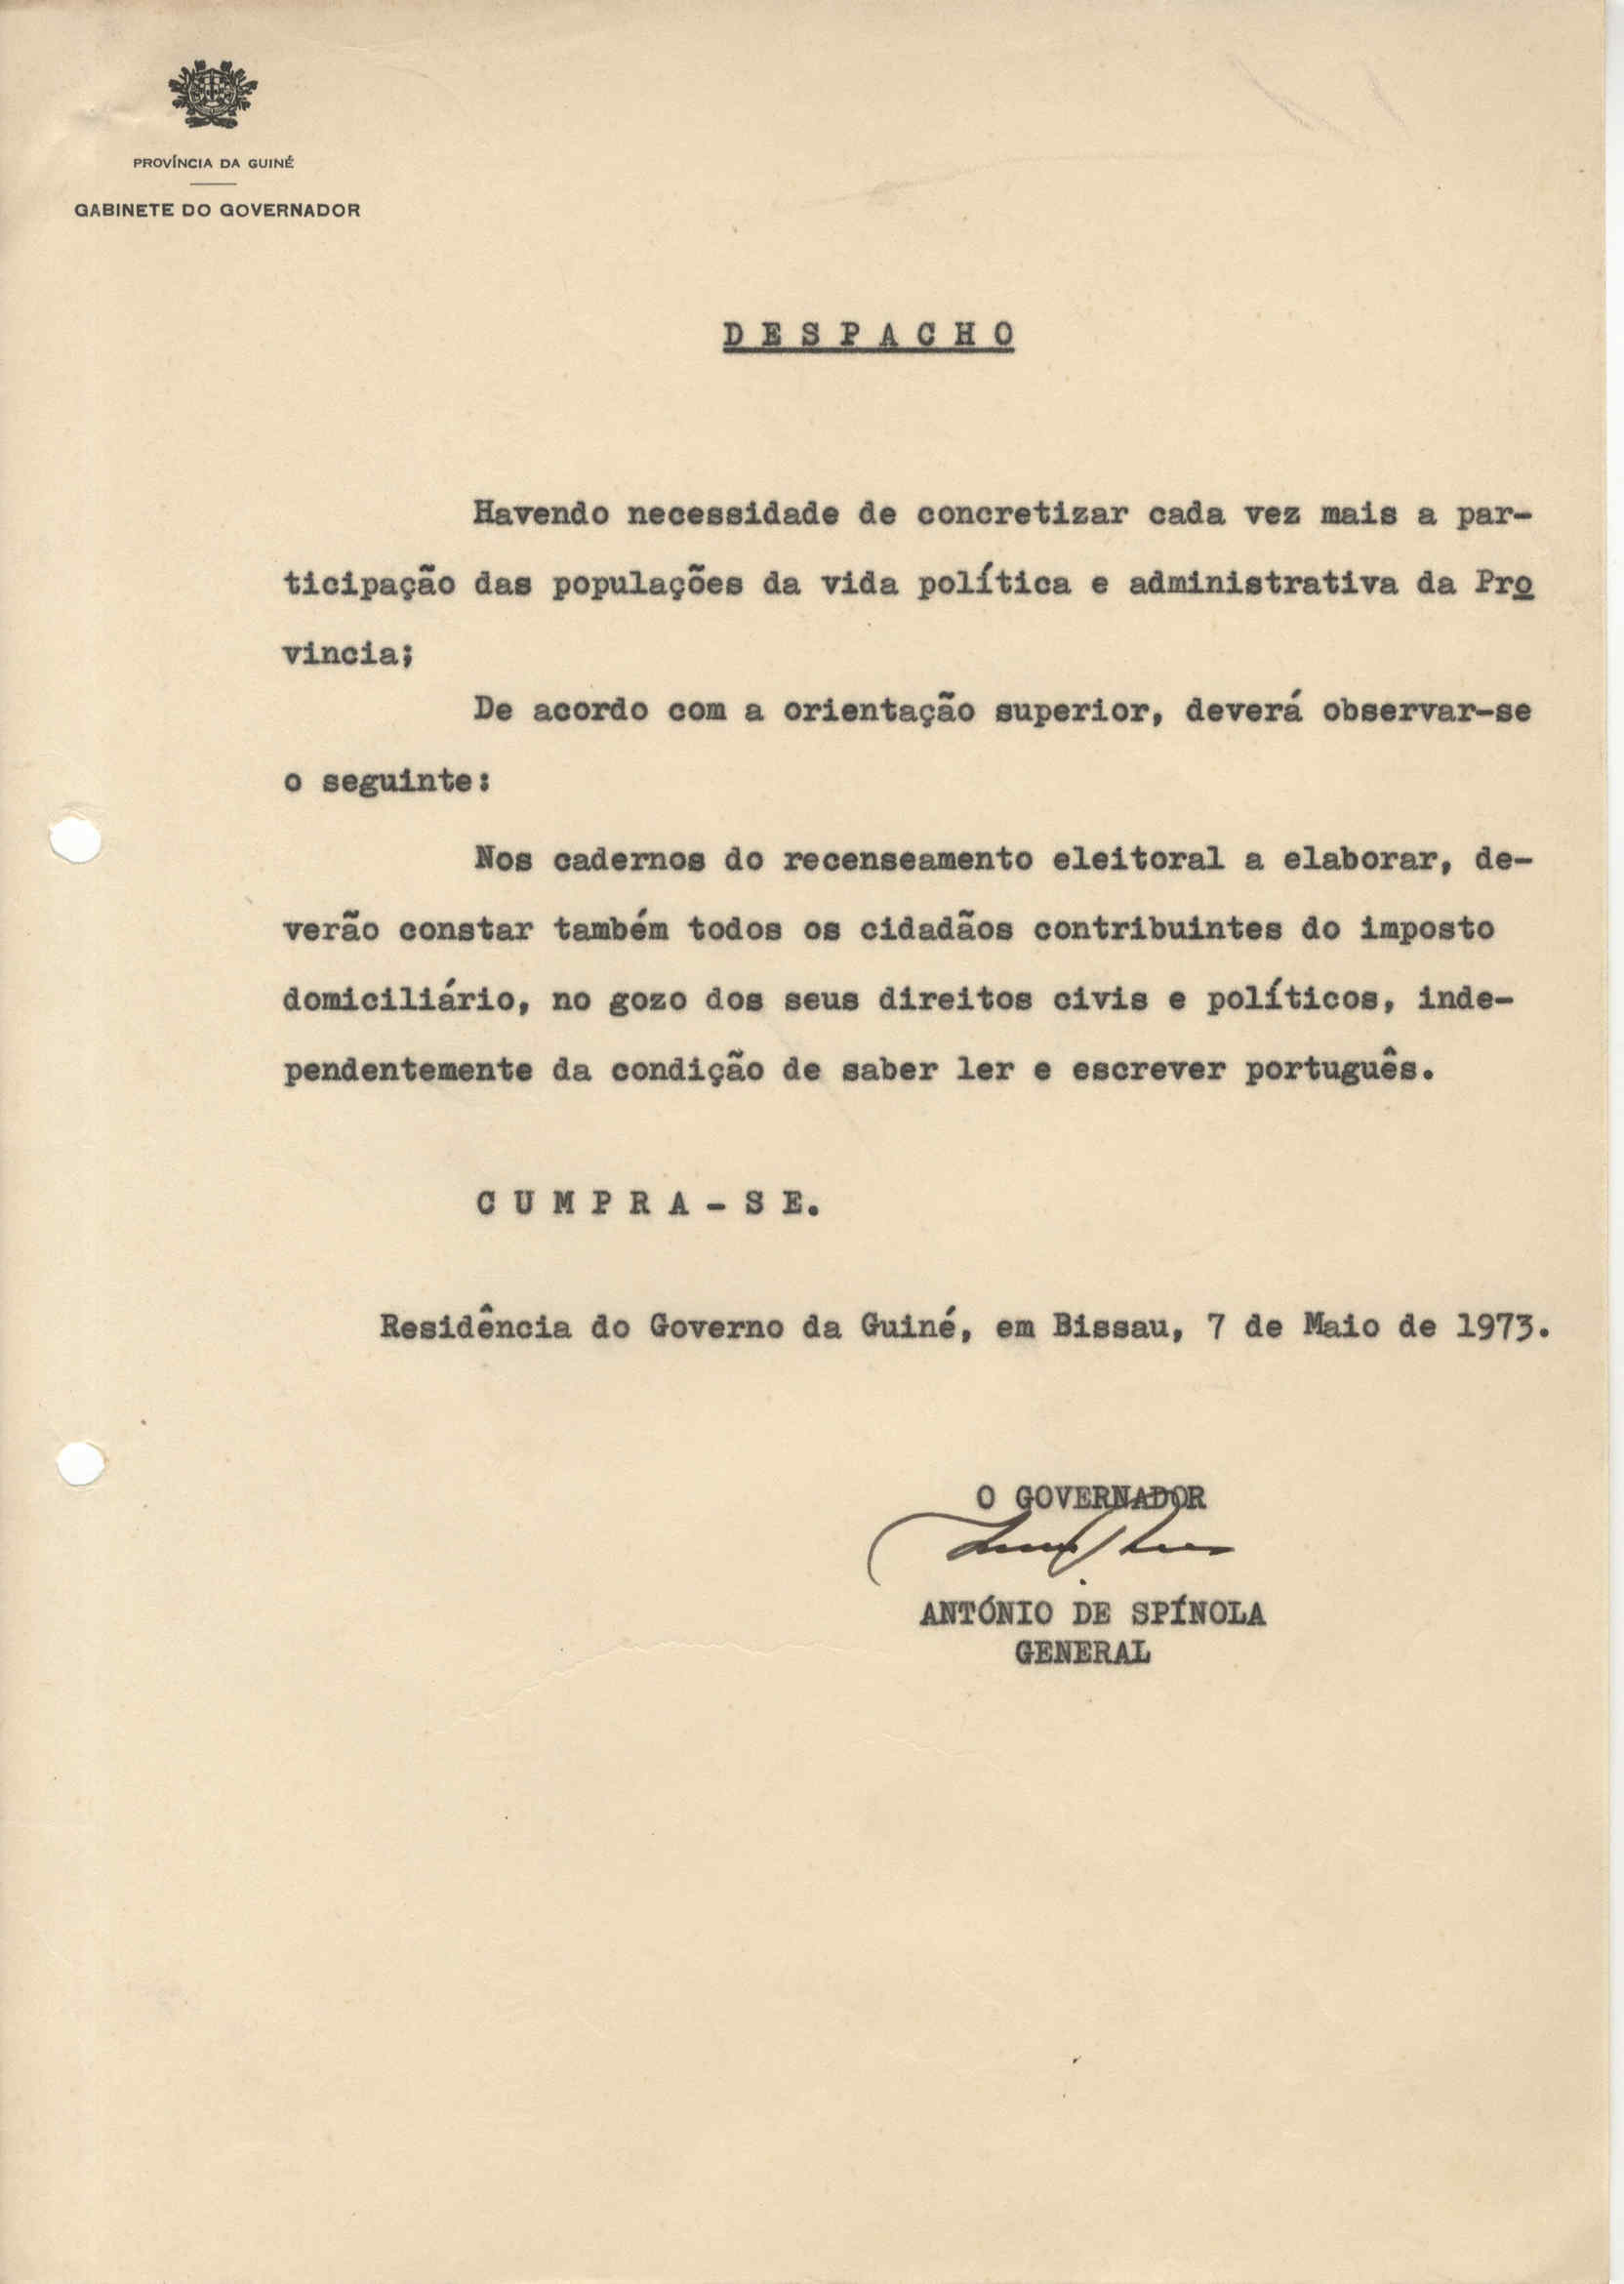 PROVÍNCIA DA GUINÉ
GABINETE DO GOVERNADOR
DESPACHO
Havendo necessidade de concretizar cada vez mais a par-
ticipação das populações da vida política e administrativa da Pro
vincia;
De acordo com a orientação superior, deverá observar-se
o seguinte:
Nos cadernos do recenseamento eleitoral a elaborar, de-
verão constar também todos os cidadãos contribuintes do imposto
domiciliário, no gozo dos seus direitos civis e políticos, inde-
pendentemente da condição de saber ler e escrever português.
CUMPRA-SE.
Residência do Governo da Guiné, em Bissau, 7 de Maio de 1973.
O GOVERNADOR
ANTÓNIO DE SPÍNOLA
GENERAL